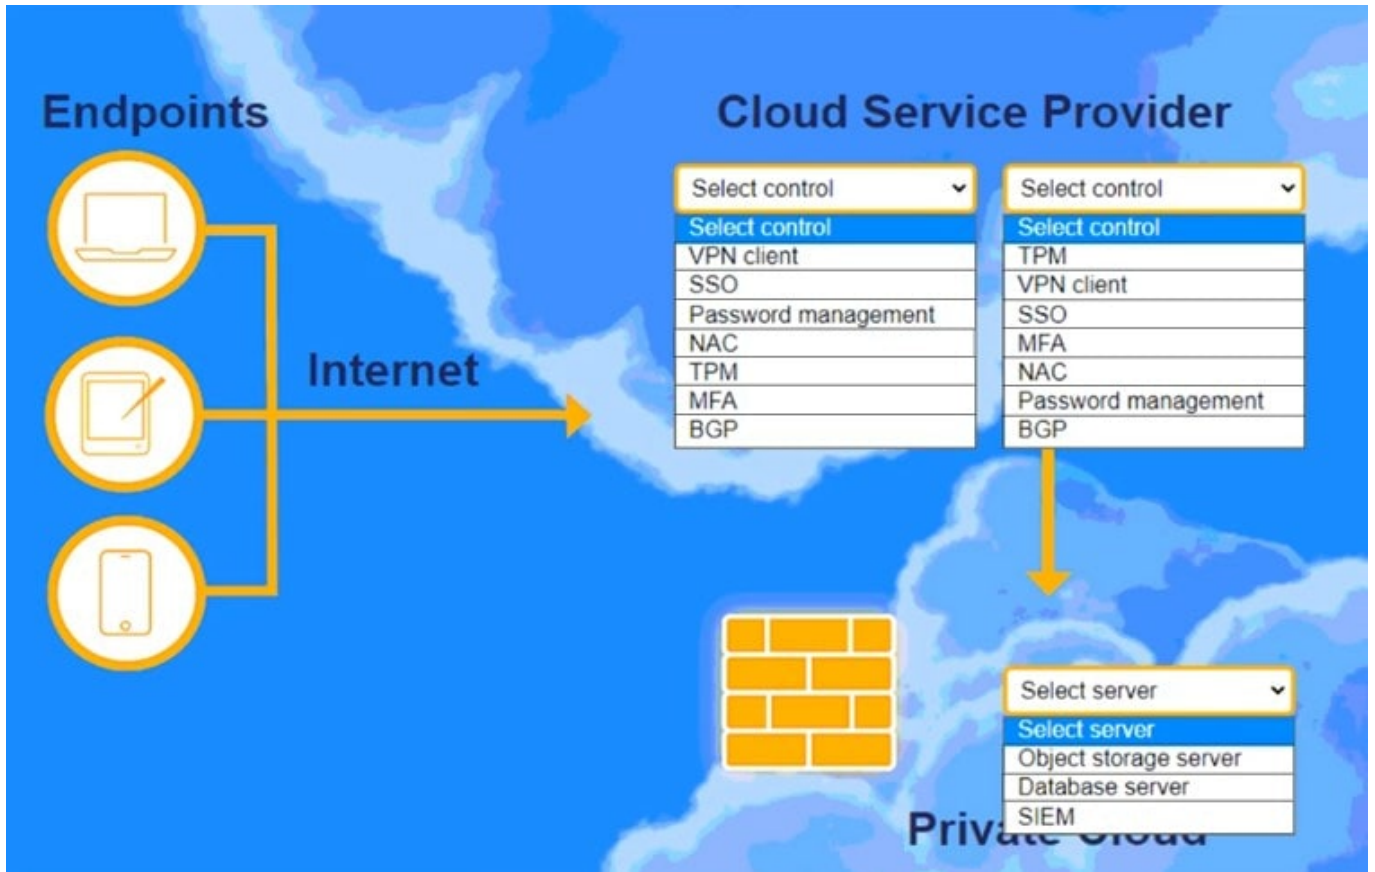 Endpoints
Internet
Cloud Service Provider
Select control
Select control
VPN client
SSO
Password management
NAC
TPM
MFA
BGP
Select control
Select control
TPM
VPN client
SSO
MFA
NAC
Password management
BGP
Select server
Select server
Object storage server
Database server
SIEM
Private Cloud